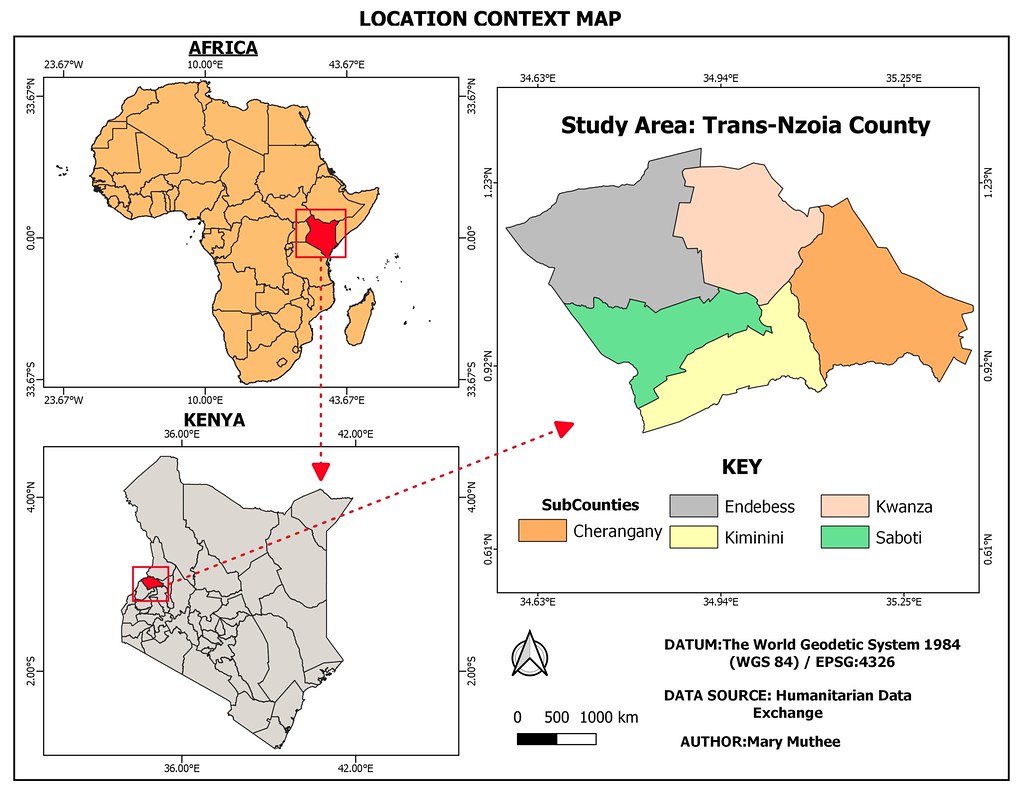 LOCATION CONTEXT MAP
AFRICA
23.67°W 10.00°E 43.67°E
33.67°N 33.67°N
0.00° 0.00°
33.67°S 33.67°S
23.67°W 10.00°E 43.67°E
KENYA
36.00°E 42.00°E
4.00°N 4.00°N
2.00°S 2.00°S
36.00°E 42.00°E
34.63°E 34.94°E 35.25°E
Study Area: Trans-Nzoia County
1.23°N 1.23°N
0.92°N 0.92°N
0.61°N 0.61°N
KEY
SubCounties
Cherangany
Endebess
Kiminini
Kwanza
Saboti
34.63°E 34.94°E 35.25°E
DATUM:The World Geodetic System 1984
(WGS 84) / EPSG:4326
DATA SOURCE: Humanitarian Data
Exchange
AUTHOR:Mary Muthee
0 500 1000 km